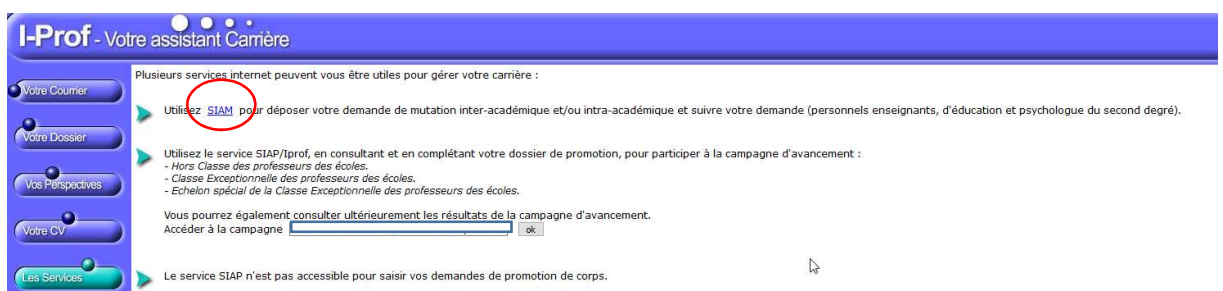 I-Prof - Votre assistant Carrière
Plusieurs services internet peuvent vous être utiles pour gérer votre carrière :
Votre Courrier
Utilisez SIAM pour déposer votre demande de mutation inter-académique et/ou intra-académique et suivre votre demande (personnels enseignants, d'éducation et psychologue du second degré).
Votre Dossier
Utilisez le service SIAP/Iprof, en consultant et en complétant votre dossier de promotion, pour participer à la campagne d'avancement :
- Hors Classe des professeurs des écoles.
- Classe Exceptionnelle des professeurs des écoles.
Vos Perspectives
- Echelon spécial de la Classe Exceptionnelle des professeurs des écoles.
Vous pourrez également consulter ultérieurement les résultats de la campagne d'avancement.
Votre CV
Accéder à la campagne ok
Les Services
Le service SIAP n'est pas accessible pour saisir vos demandes de promotion de corps.